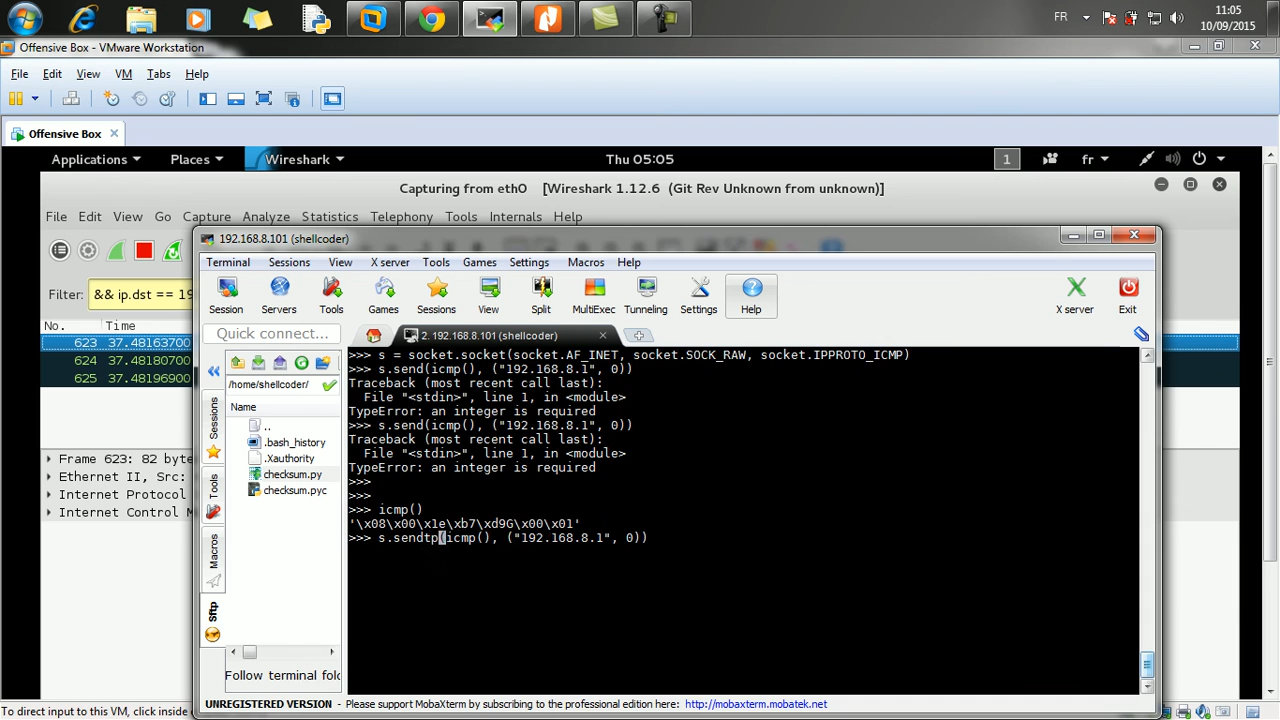 FR
11:05
10/09/2015
Offensive Box - VMware Workstation
File Edit View VM Tabs Help
Offensive Box
Applications Places Wireshark Thu 05:05 1 fr
Capturing from eth0 [Wireshark 1.12.6 (Git Rev Unknown from unknown)]
File Edit View Go Capture Analyze Statistics Telephony Tools Internals Help
192.168.8.101 (shellcoder)
Terminal Sessions View X server Tools Games Settings Macros Help
Filter: && ip.dst == 19
Session Servers Tools Games Sessions View Split MultiExec Tunneling Settings Help X server Exit
No. Time
Quick connect...
2. 192.168.8.101 (shellcoder)
623 37.48163700
624 37.48180700
625 37.48196900
/home/shellcoder/
Name
..
.bash_history
.Xauthority
checksum.py
checksum.pyc
Sessions
Tools
Macros
Sftp
>>> s = socket.socket(socket.AF_INET, socket.SOCK_RAW, socket.IPPROTO_ICMP)
>>> s.send(icmp(), ("192.168.8.1", 0))
Traceback (most recent call last):
File "<stdin>", line 1, in <module>
TypeError: an integer is required
>>> s.send(icmp(), ("192.168.8.1", 0))
Traceback (most recent call last):
File "<stdin>", line 1, in <module>
TypeError: an integer is required
>>>
>>>
>>> icmp()
'\x08\x00\x1e\xb7\xd9G\x00\x01'
>>> s.sendtp(icmp(), ("192.168.8.1", 0))
Frame 623: 82 byte
Ethernet II, Src:
Internet Protocol
Internet Control M
Follow terminal fold
UNREGISTERED VERSION - Please support MobaXterm by subscribing to the professional edition here: http://mobaxterm.mobatek.net
To direct input to this VM, click inside